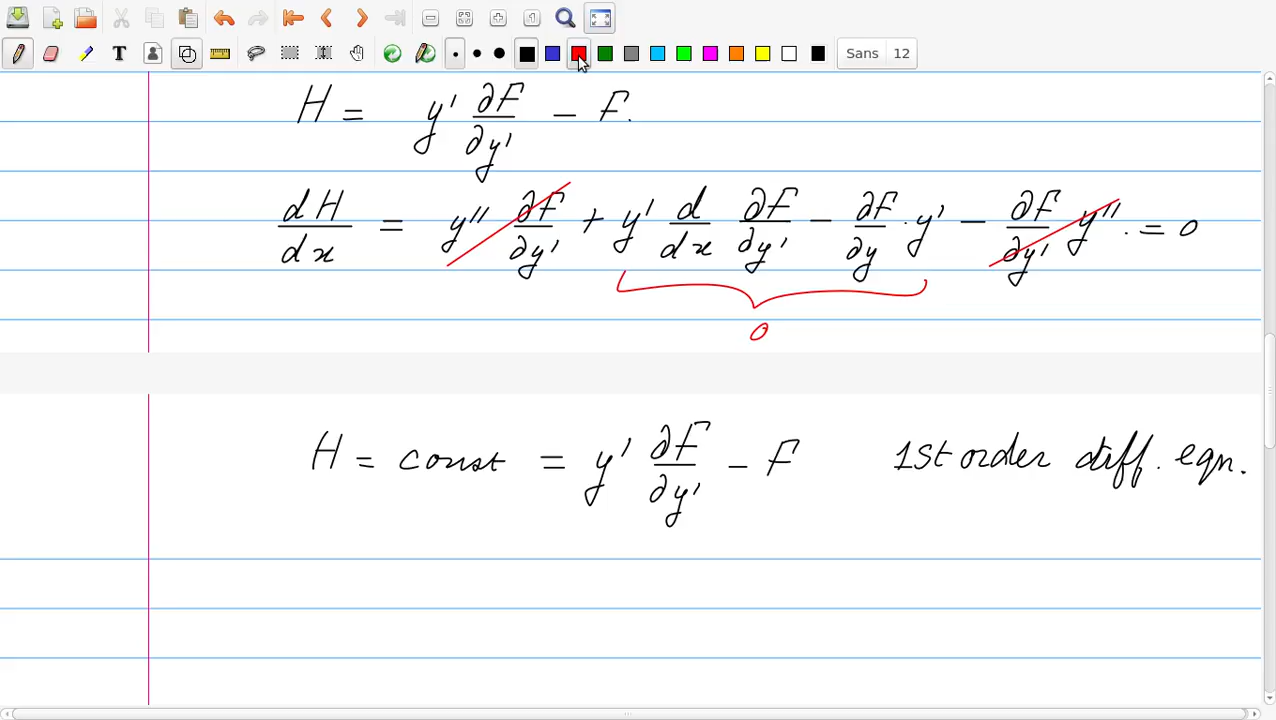 Sans 12
H = y' ∂F/∂y' − F.
dH/dx = y'' ∂F/∂y' + y' d/dx ∂F/∂y' − ∂F/∂y · y' − ∂F/∂y' y''. = 0
0
H = const = y' ∂F/∂y' − F 1st order diff. eqn.